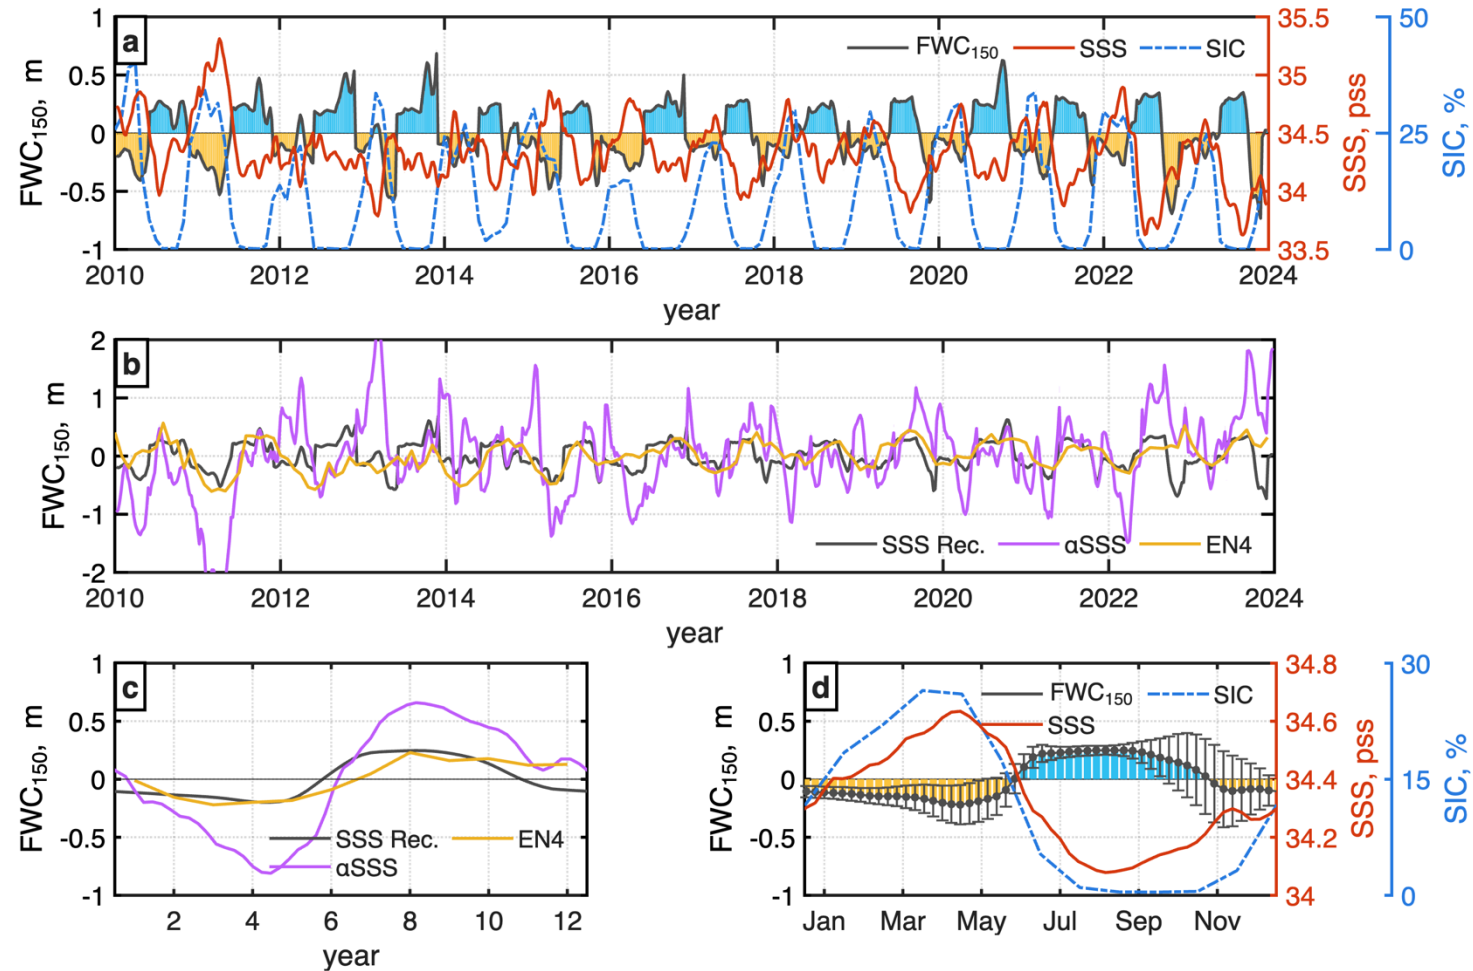 a
FWC150 SSS SIC
1
0.5
0
-0.5
-1
FWC150, m
35.5
35
34.5
34
33.5
SSS, pss
50
25
0
SIC, %
2010 2012 2014 2016 2018 2020 2022 2024
year
b
2
1
0
-1
-2
FWC150, m
SSS Rec. αSSS EN4
2010 2012 2014 2016 2018 2020 2022 2024
year
c
1
0.5
0
-0.5
-1
FWC150, m
SSS Rec. EN4
αSSS
2 4 6 8 10 12
year
d
FWC150 SIC
SSS
1
0.5
0
-0.5
-1
FWC150, m
34.8
34.6
34.4
34.2
34
SSS, pss
30
15
0
SIC, %
Jan Mar May Jul Sep Nov